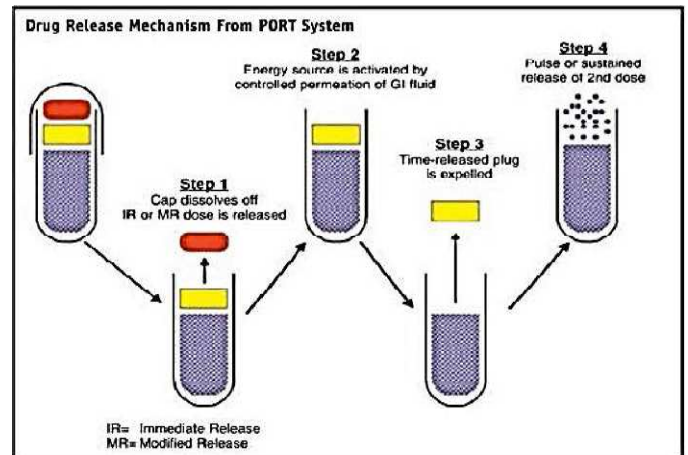 Drug Release Mechanism From PORT System
Step 1
Cap dissolves off
IR or MR dose is released
Step 2
Energy source is activated by
controlled permeation of GI fluid
Step 3
Time-released plug
is expelled
Step 4
Pulse or sustained
release of 2nd dose
IR= Immediate Release
MR= Modified Release